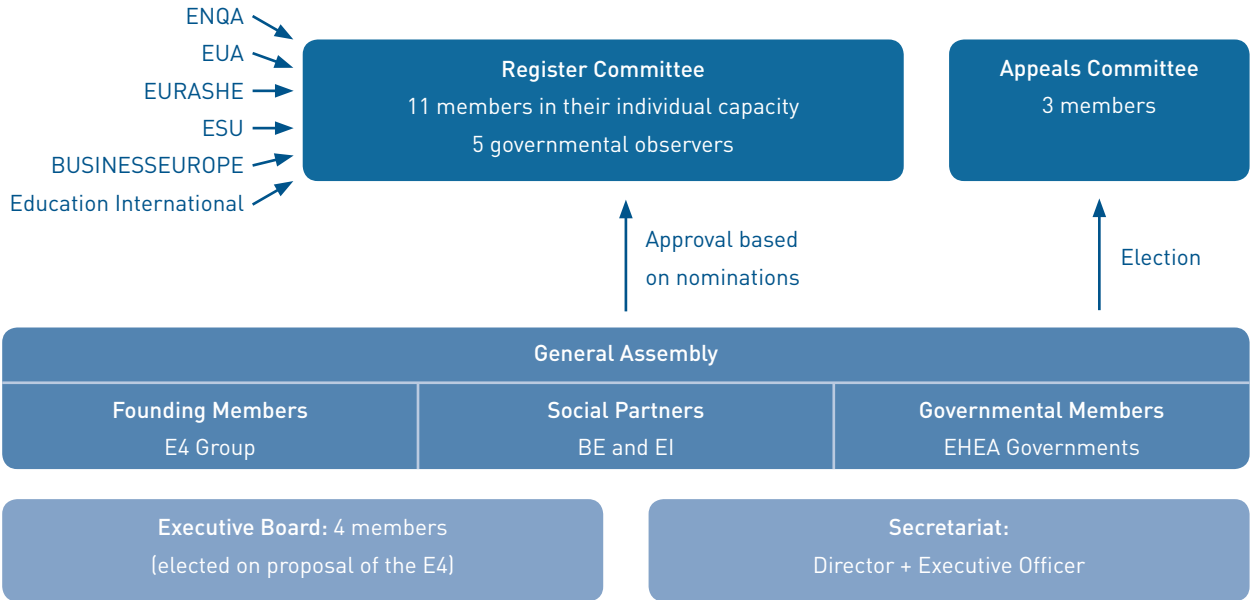 ENQA
EUA
EURASHE
ESU
BUSINESSEUROPE
Education International
Register Committee
11 members in their individual capacity
5 governmental observers
Appeals Committee
3 members
Approval based
on nominations
Election
General Assembly
Founding Members
E4 Group
Social Partners
BE and EI
Governmental Members
EHEA Governments
Executive Board: 4 members
(elected on proposal of the E4)
Secretariat:
Director + Executive Officer